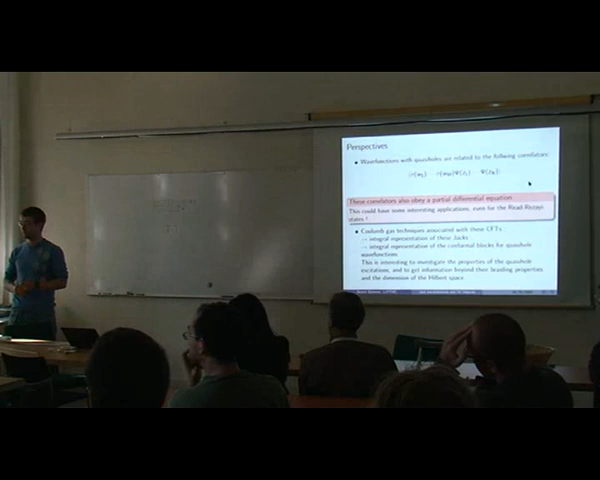 Perspectives
Wavefunctions with quasiholes are related to the following correlators
These correlators also obey a partial differential equation
This could have some interesting applications, even for the Read-Rezayi
states !
Coulomb gas techniques associated with these CFTs :
→ integral representation of these Jacks
→ integral representation of the conformal blocks for quasihole
wavefunctions
This is interesting to investigate the properties of the quasihole
excitations, and to get information beyond their braiding properties
and the dimension of the Hilbert space